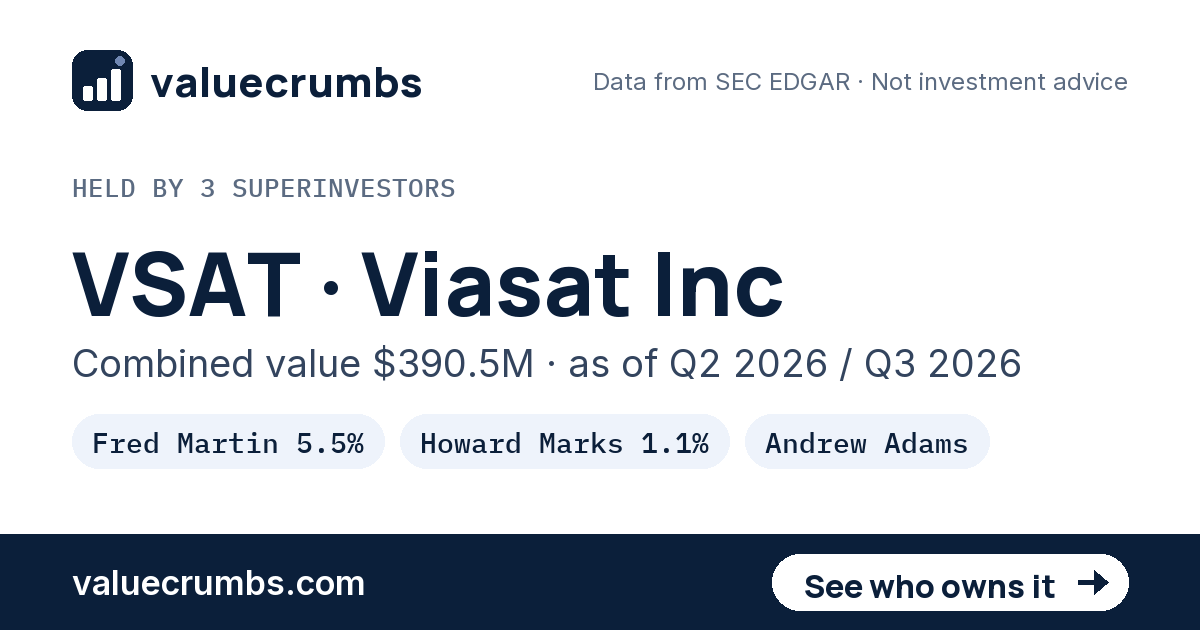 valuecrumbs
Data from SEC EDGAR · Not investment advice
HELD BY 3 SUPERINVESTORS
VSAT · Viasat Inc
Combined value $390.5M · as of Q2 2026 / Q3 2026
Fred Martin 5.5%
Howard Marks 1.1%
Andrew Adams
valuecrumbs.com
See who owns it →